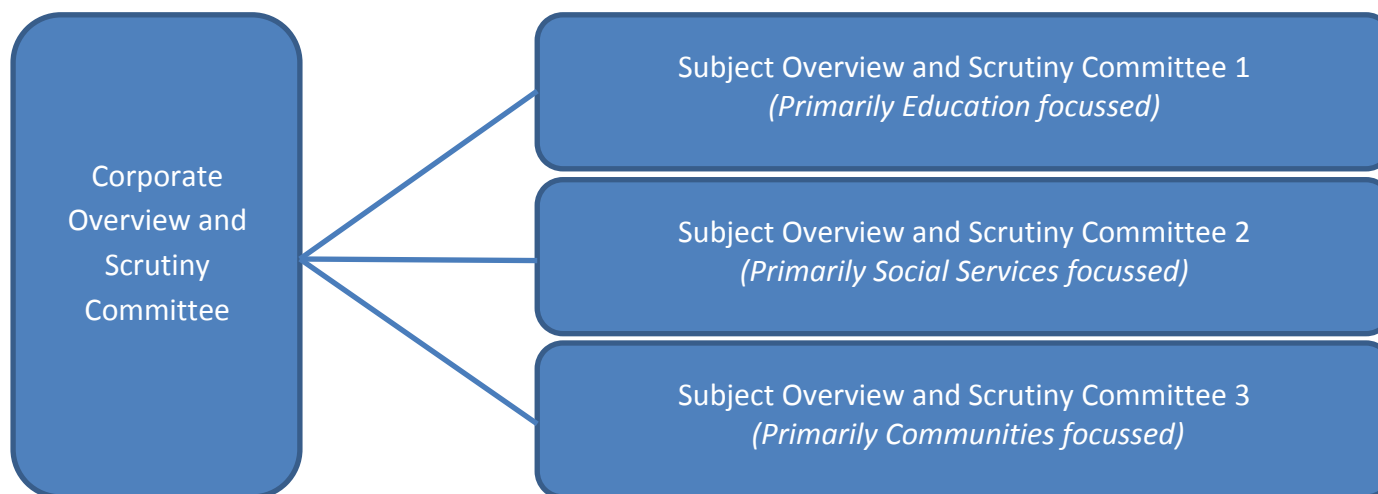 Corporate
Overview and
Scrutiny
Committee
Subject Overview and Scrutiny Committee 1
(Primarily Education focussed)
Subject Overview and Scrutiny Committee 2
(Primarily Social Services focussed)
Subject Overview and Scrutiny Committee 3
(Primarily Communities focussed)